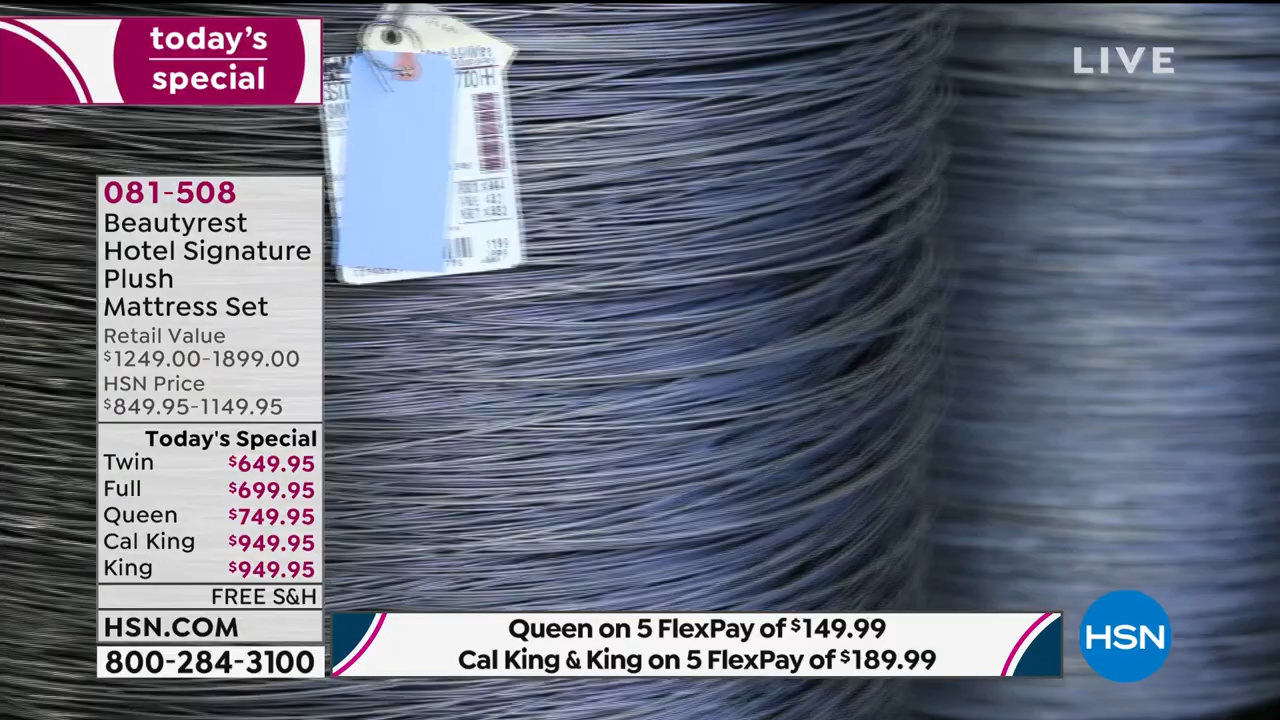 today's
special
LIVE
081-508
Beautyrest
Hotel Signature
Plush
Mattress Set
Retail Value
$1249.00-1899.00
HSN Price
$849.95-1149.95
Today's Special
Twin $649.95
Full $699.95
Queen $749.95
Cal King $949.95
King $949.95
FREE S&H
HSN.COM
800-284-3100
Queen on 5 FlexPay of $149.99
Cal King & King on 5 FlexPay of $189.99
HSN